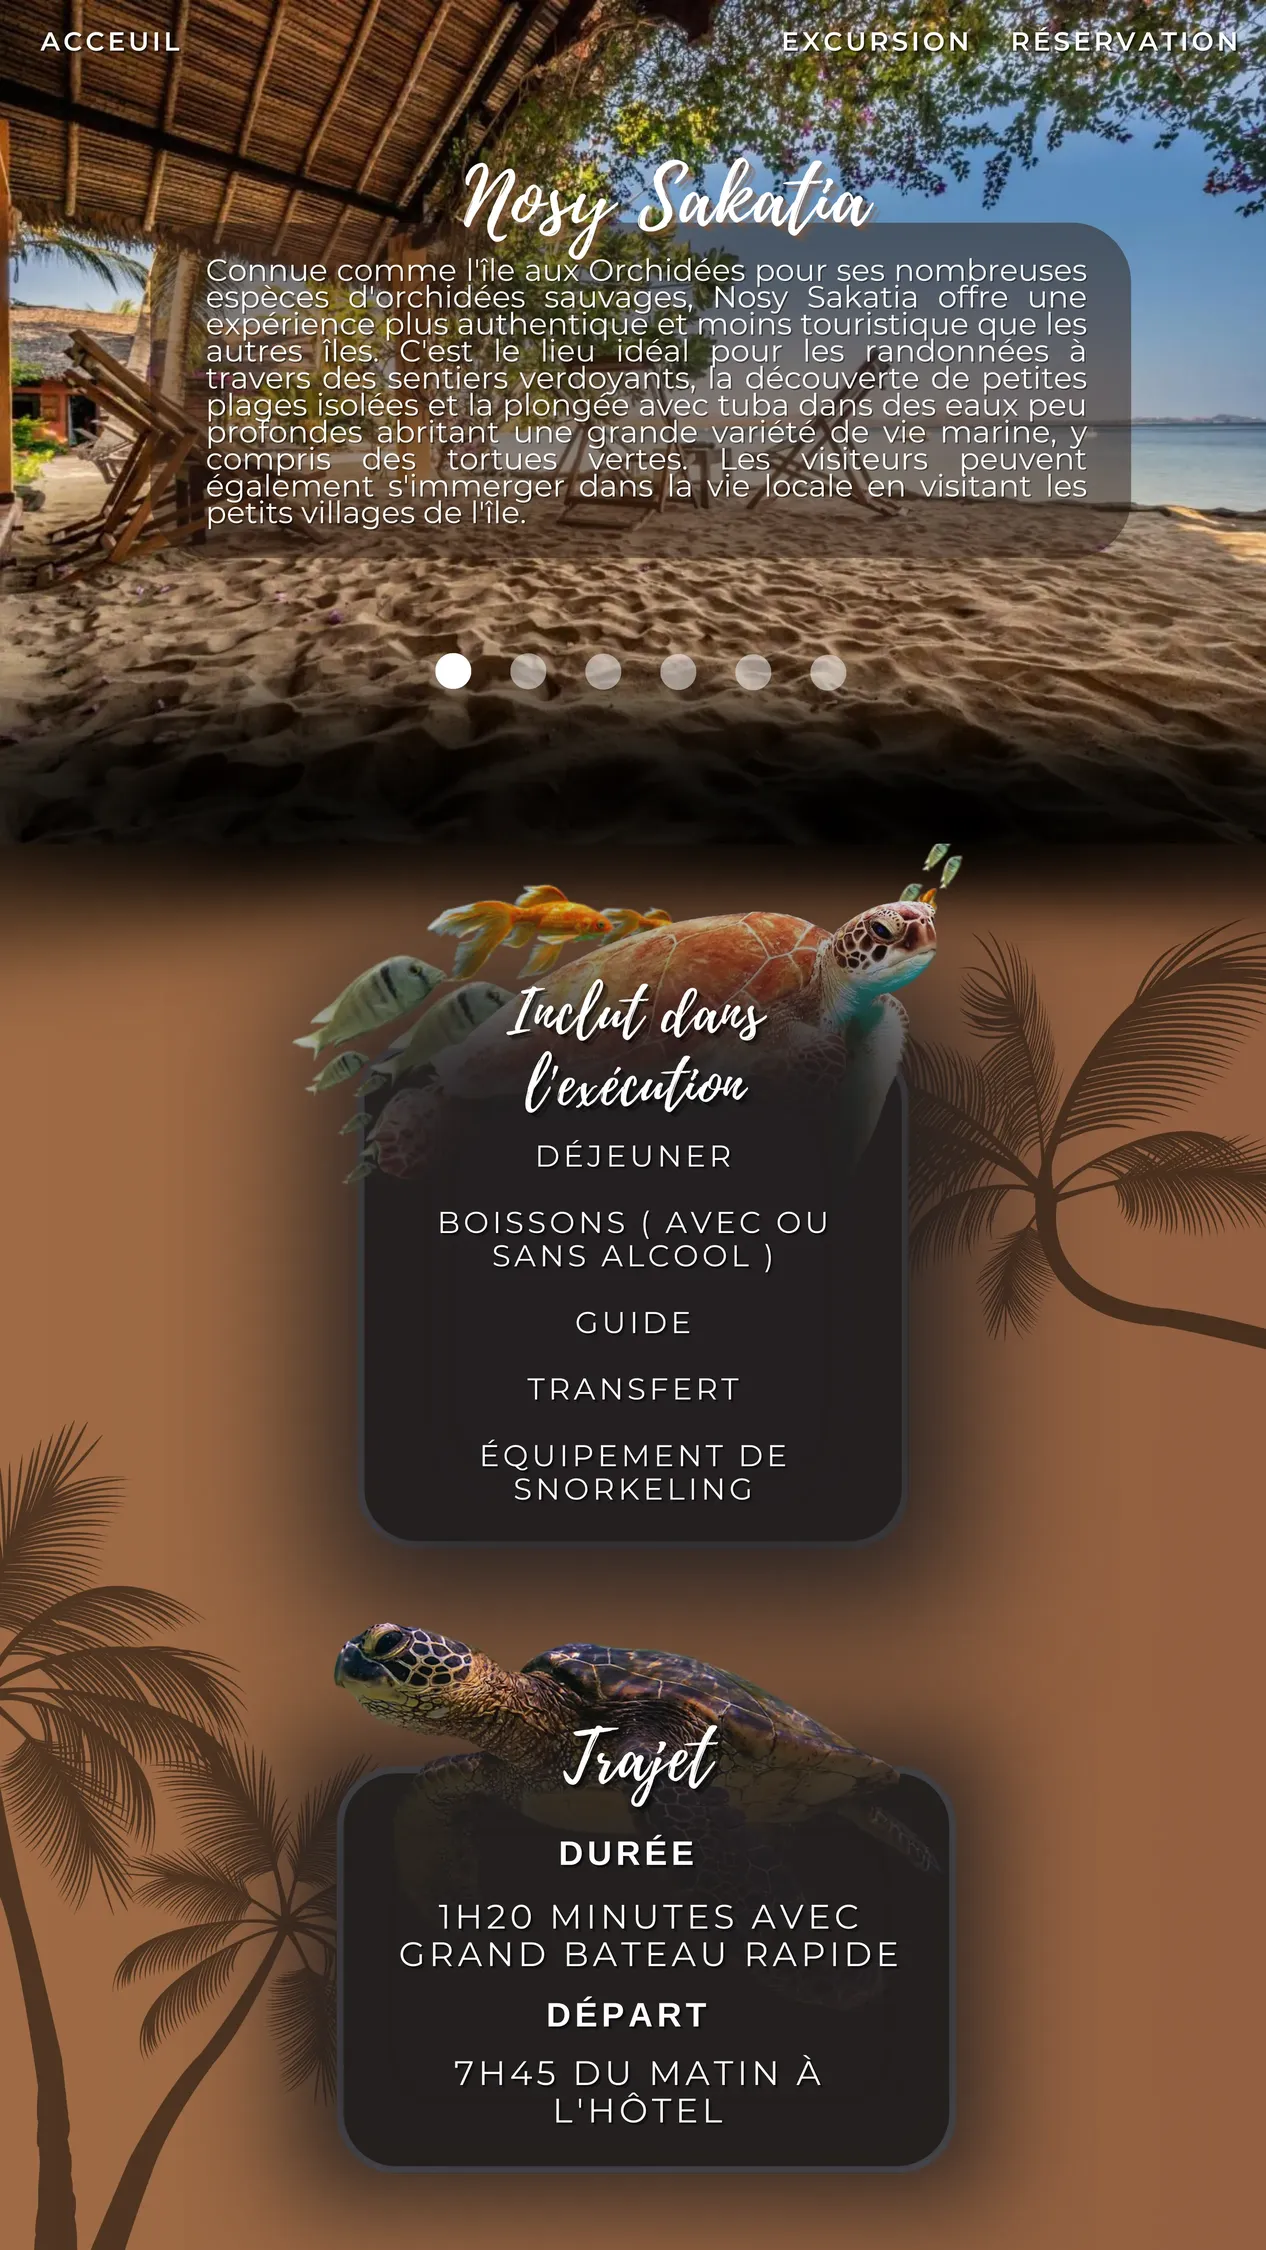 ACCEUIL
EXCURSION
RÉSERVATION
Nosy Sakatia
Connue comme l'île aux Orchidées pour ses nombreuses
espèces d'orchidées sauvages, Nosy Sakatia offre une
expérience plus authentique et moins touristique que les
autres îles. C'est le lieu idéal pour les randonnées à
travers des sentiers verdoyants, la découverte de petites
plages isolées et la plongée avec tuba dans des eaux peu
profondes abritant une grande variété de vie marine, y
compris des tortues vertes. Les visiteurs peuvent
également s'immerger dans la vie locale en visitant les
petits villages de l'île.
Inclut dans
l'exécution
DÉJEUNER
BOISSONS ( AVEC OU
SANS ALCOOL )
GUIDE
TRANSFERT
ÉQUIPEMENT DE
SNORKELING
Trajet
DURÉE
1H20 MINUTES AVEC
GRAND BATEAU RAPIDE
DÉPART
7H45 DU MATIN À
L'HÔTEL